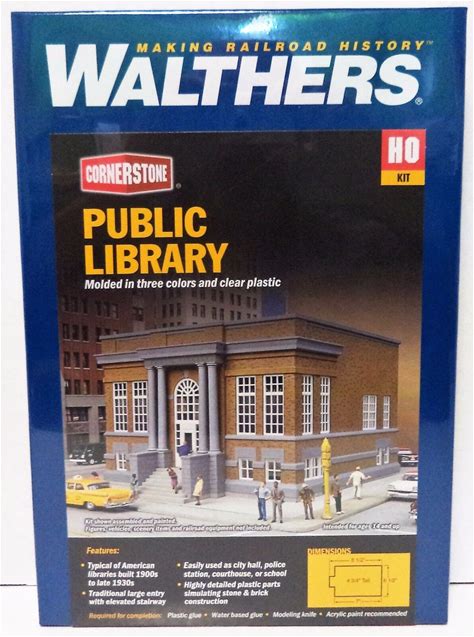 MAKING RAILROAD HISTORY™
WALTHERS®
CORNERSTONE®
HO
KIT
PUBLIC
LIBRARY
Molded in three colors and clear plastic
Kit shown assembled and painted.
Figures, vehicles, scenery items and railroad equipment not included.
Intended for ages 14 and up
Features:
• Typical of American
libraries built 1900s
to late 1930s
• Traditional large entry
with elevated stairway
• Easily used as city hall, police
station, courthouse, or school
• Highly detailed plastic parts
simulating stone & brick
construction
DIMENSIONS
4 3/4" Tall
Required for completion: Plastic glue • Water based glue • Modeling knife • Acrylic paint recommended